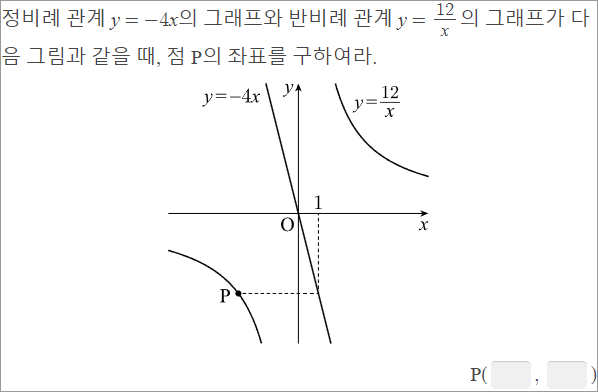 정비례 관계 y = −4x의 그래프와 반비례 관계 y = 12/x 의 그래프가 다
음 그림과 같을 때, 점 P의 좌표를 구하여라.
y=−4x
y
y=12/x
1
O
x
P
P( , )